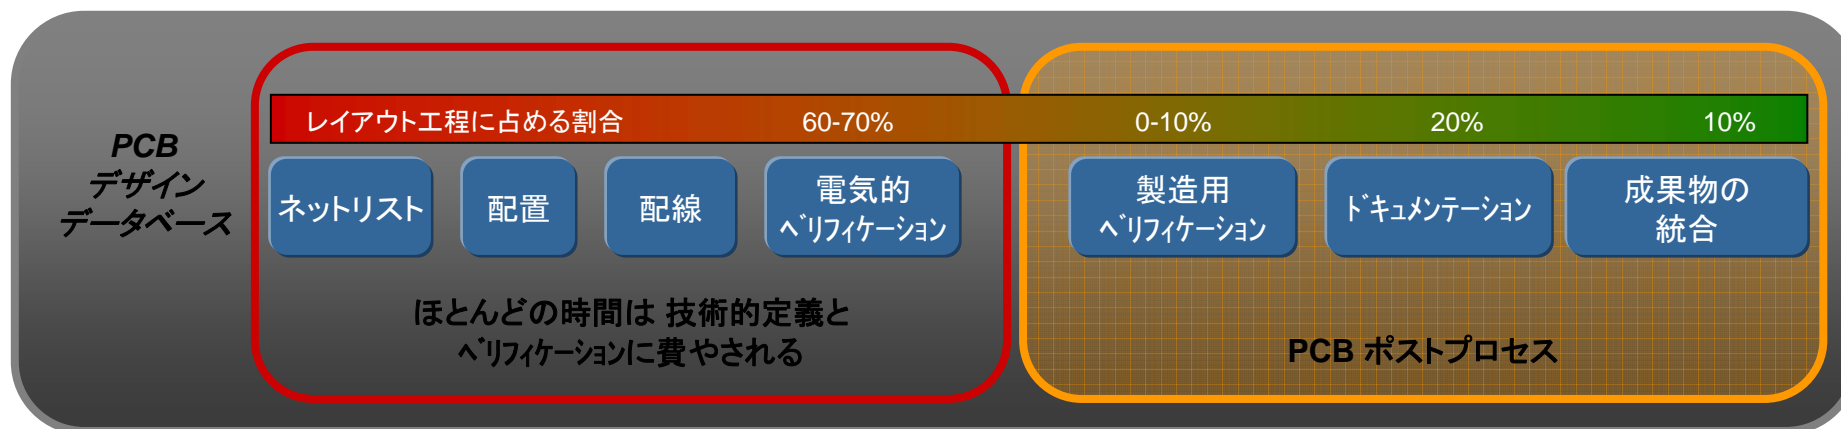 PCB
デザイン
データベース
レイアウト工程に占める割合 60-70% 0-10% 20% 10%
ネットリスト
配置
配線
電気的
ﾍﾞﾘﾌｨｹｰｼｮﾝ
製造用
ﾍﾞﾘﾌｨｹｰｼｮﾝ
ﾄﾞｷｭﾒﾝﾃｰｼｮﾝ
成果物の
統合
ほとんどの時間は 技術的定義と
ﾍﾞﾘﾌｨｹｰｼｮﾝに費やされる
PCB ポストプロセス